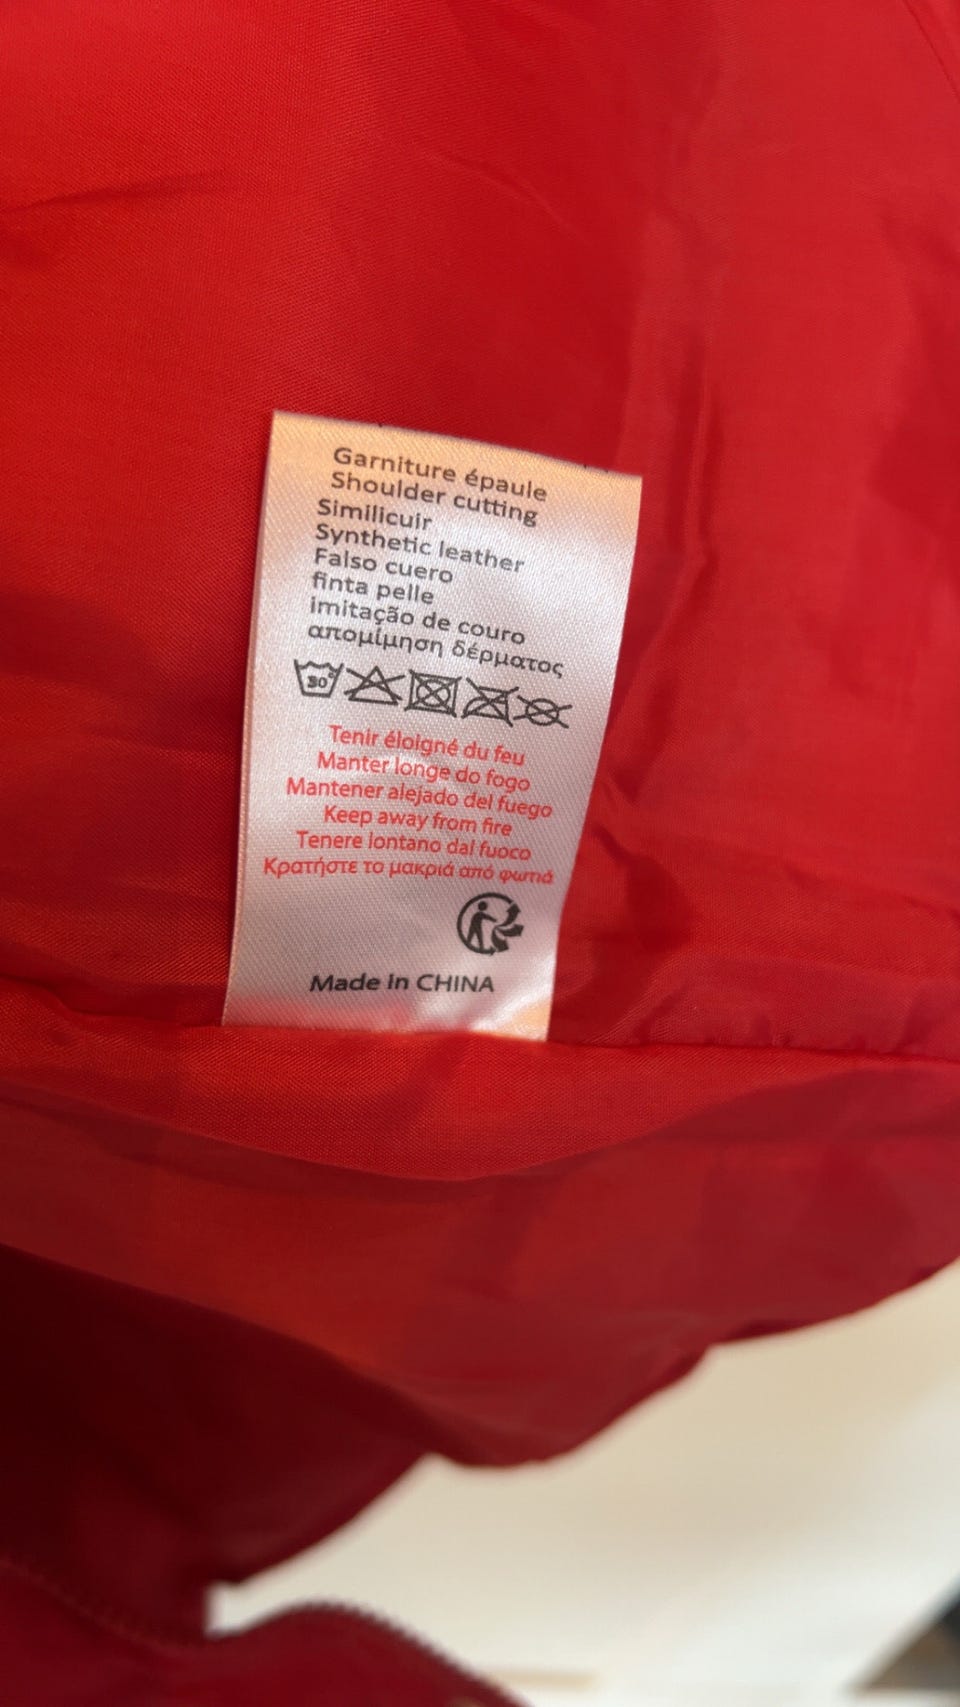 Garniture épaule
Shoulder cutting
Similicuir
Synthetic leather
Falso cuero
finta pelle
imitação de couro
απομίμηση δέρματος
30°
Tenir éloigné du feu
Manter longe do fogo
Mantener alejado del fuego
Keep away from fire
Tenere lontano dal fuoco
Κρατήστε το μακριά από φωτιά
Made in CHINA